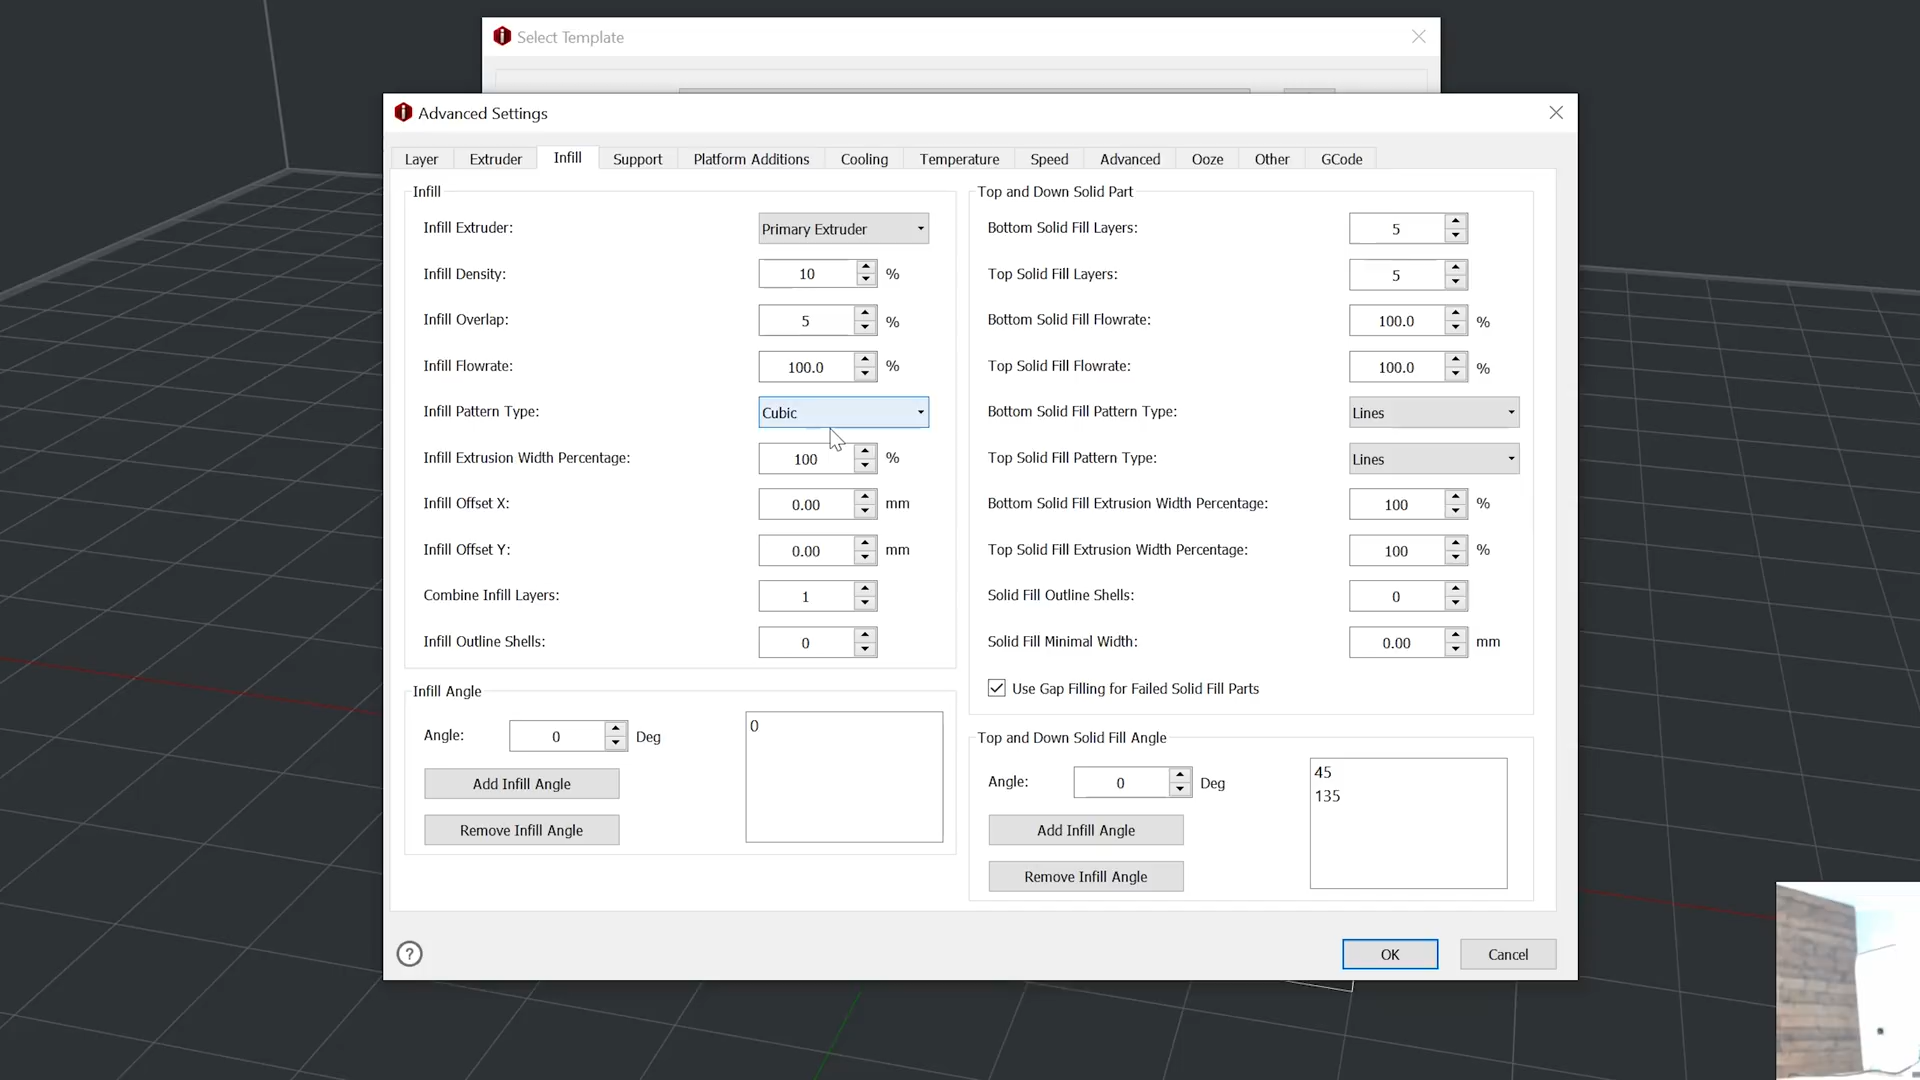 Select Template
Advanced Settings
Layer Extruder Infill Support Platform Additions Cooling Temperature Speed Advanced Ooze Other GCode
Infill
Infill Extruder: Primary Extruder
Infill Density: 10 %
Infill Overlap: 5 %
Infill Flowrate: 100.0 %
Infill Pattern Type: Cubic
Infill Extrusion Width Percentage: 100 %
Infill Offset X: 0.00 mm
Infill Offset Y: 0.00 mm
Combine Infill Layers: 1
Infill Outline Shells: 0
Infill Angle
Angle: 0 Deg
Add Infill Angle
Remove Infill Angle
0
Top and Down Solid Part
Bottom Solid Fill Layers: 5
Top Solid Fill Layers: 5
Bottom Solid Fill Flowrate: 100.0 %
Top Solid Fill Flowrate: 100.0 %
Bottom Solid Fill Pattern Type: Lines
Top Solid Fill Pattern Type: Lines
Bottom Solid Fill Extrusion Width Percentage: 100 %
Top Solid Fill Extrusion Width Percentage: 100 %
Solid Fill Outline Shells: 0
Solid Fill Minimal Width: 0.00 mm
Use Gap Filling for Failed Solid Fill Parts
Top and Down Solid Fill Angle
Angle: 0 Deg
Add Infill Angle
Remove Infill Angle
45
135
?
OK
Cancel